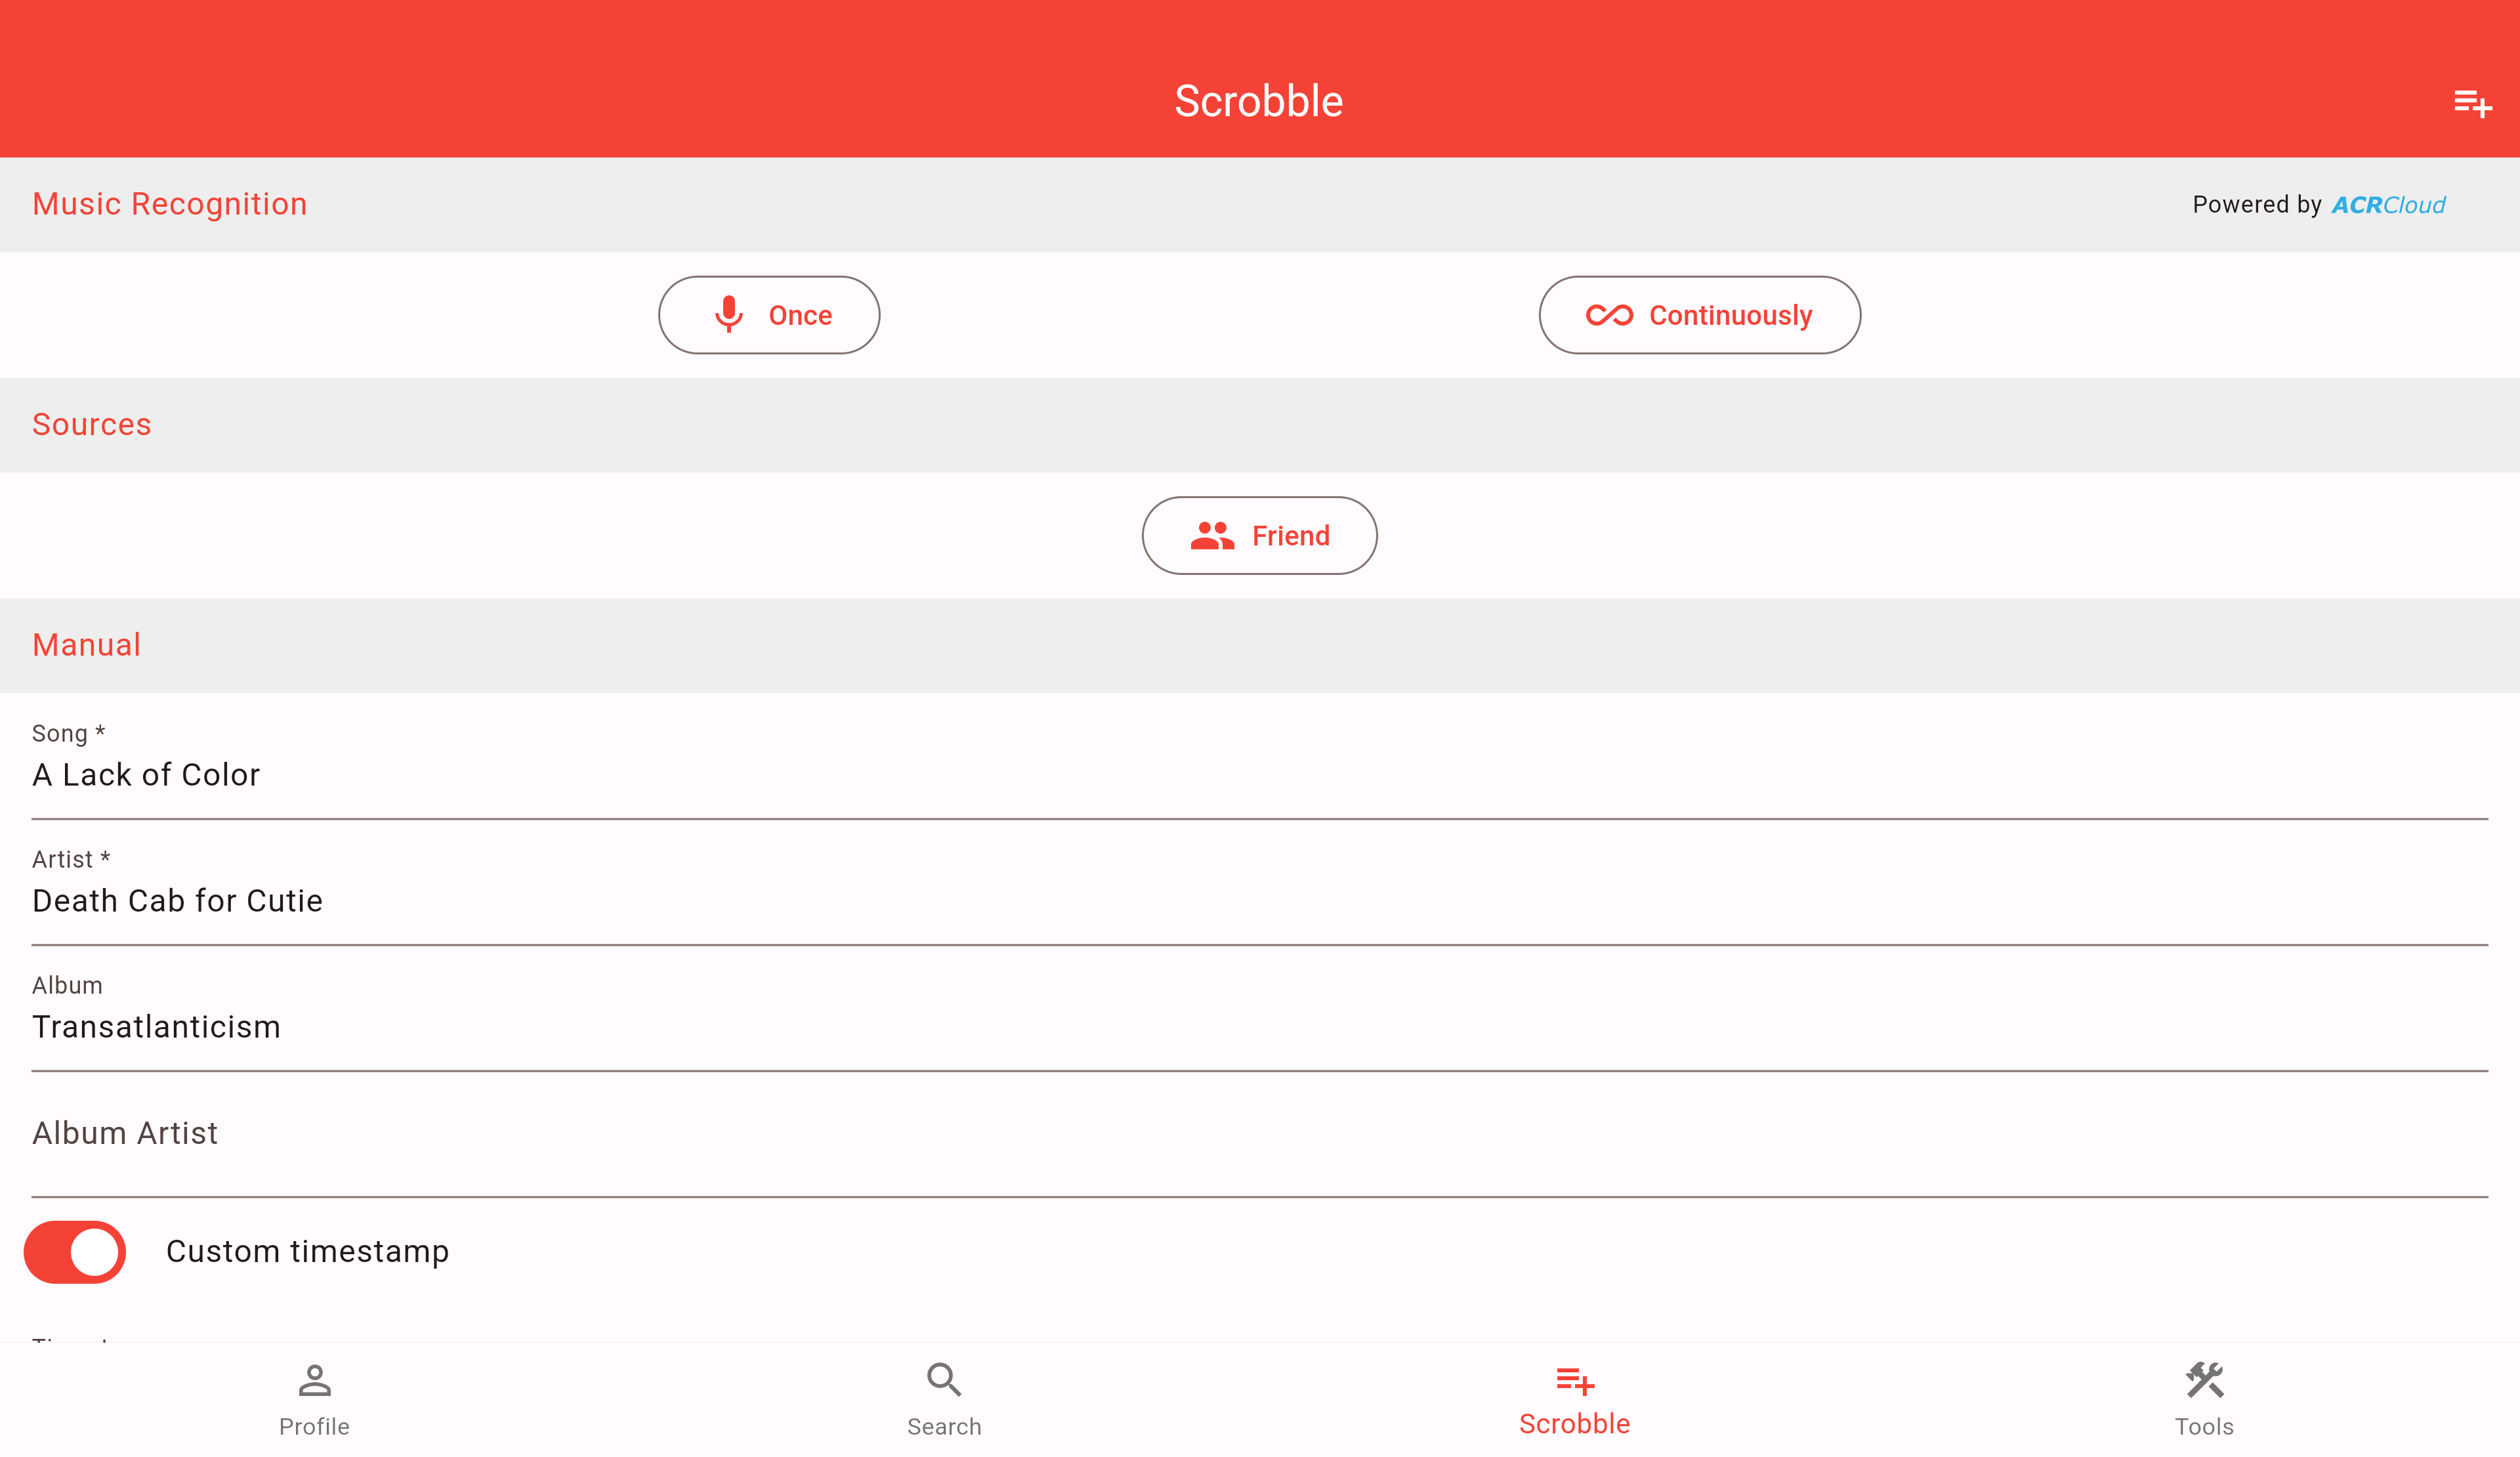 Scrobble
Music Recognition
Powered by ACRCloud
Once
Continuously
Sources
Friend
Manual
Song *
A Lack of Color
Artist *
Death Cab for Cutie
Album
Transatlanticism
Album Artist
Custom timestamp
Profile
Search
Scrobble
Tools